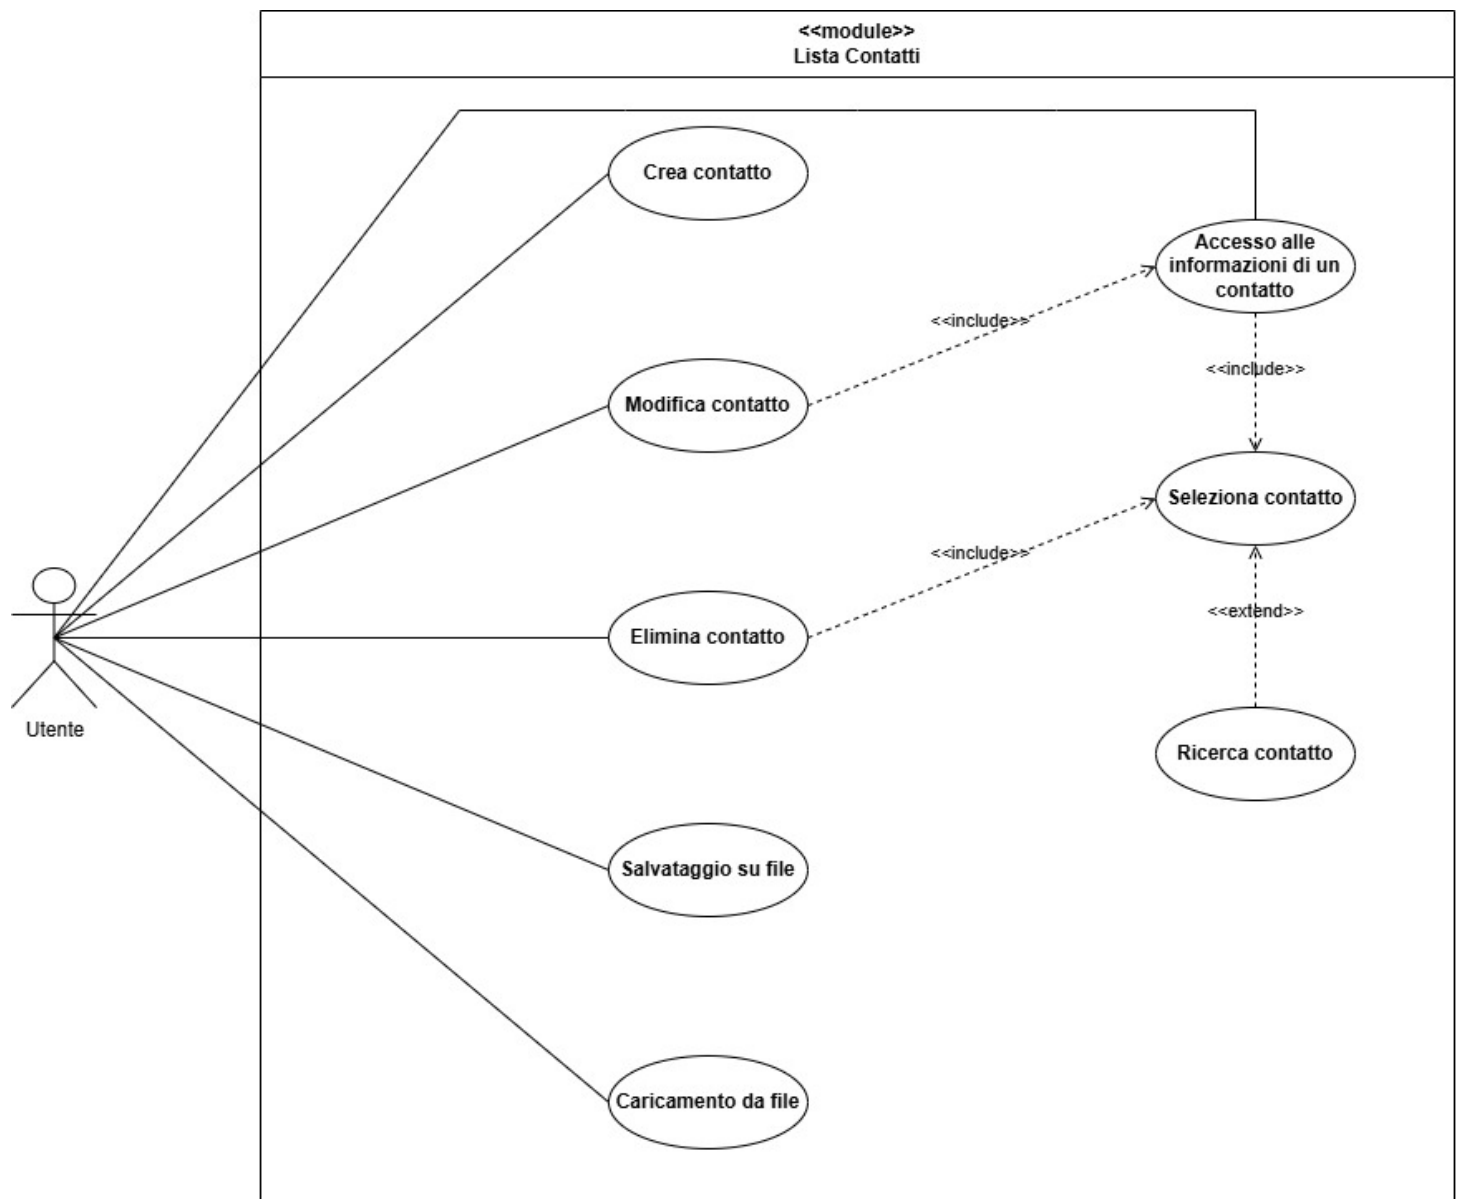 <<module>>
Lista Contatti
Crea contatto
Accesso alle
informazioni di un
contatto
<<include>>
<<include>>
Modifica contatto
Seleziona contatto
<<include>>
<<extend>>
Elimina contatto
Utente
Ricerca contatto
Salvataggio su file
Caricamento da file